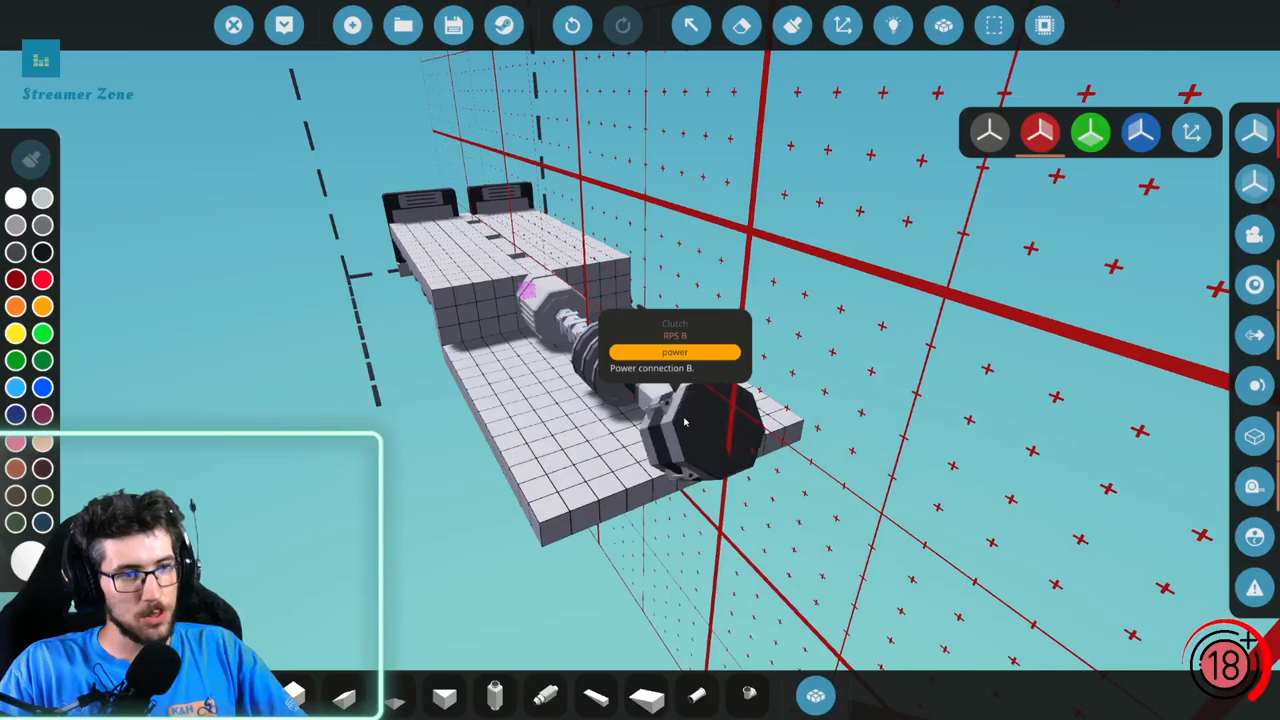 Streamer Zone
Clutch
RPS B
power
Power connection B.
18+